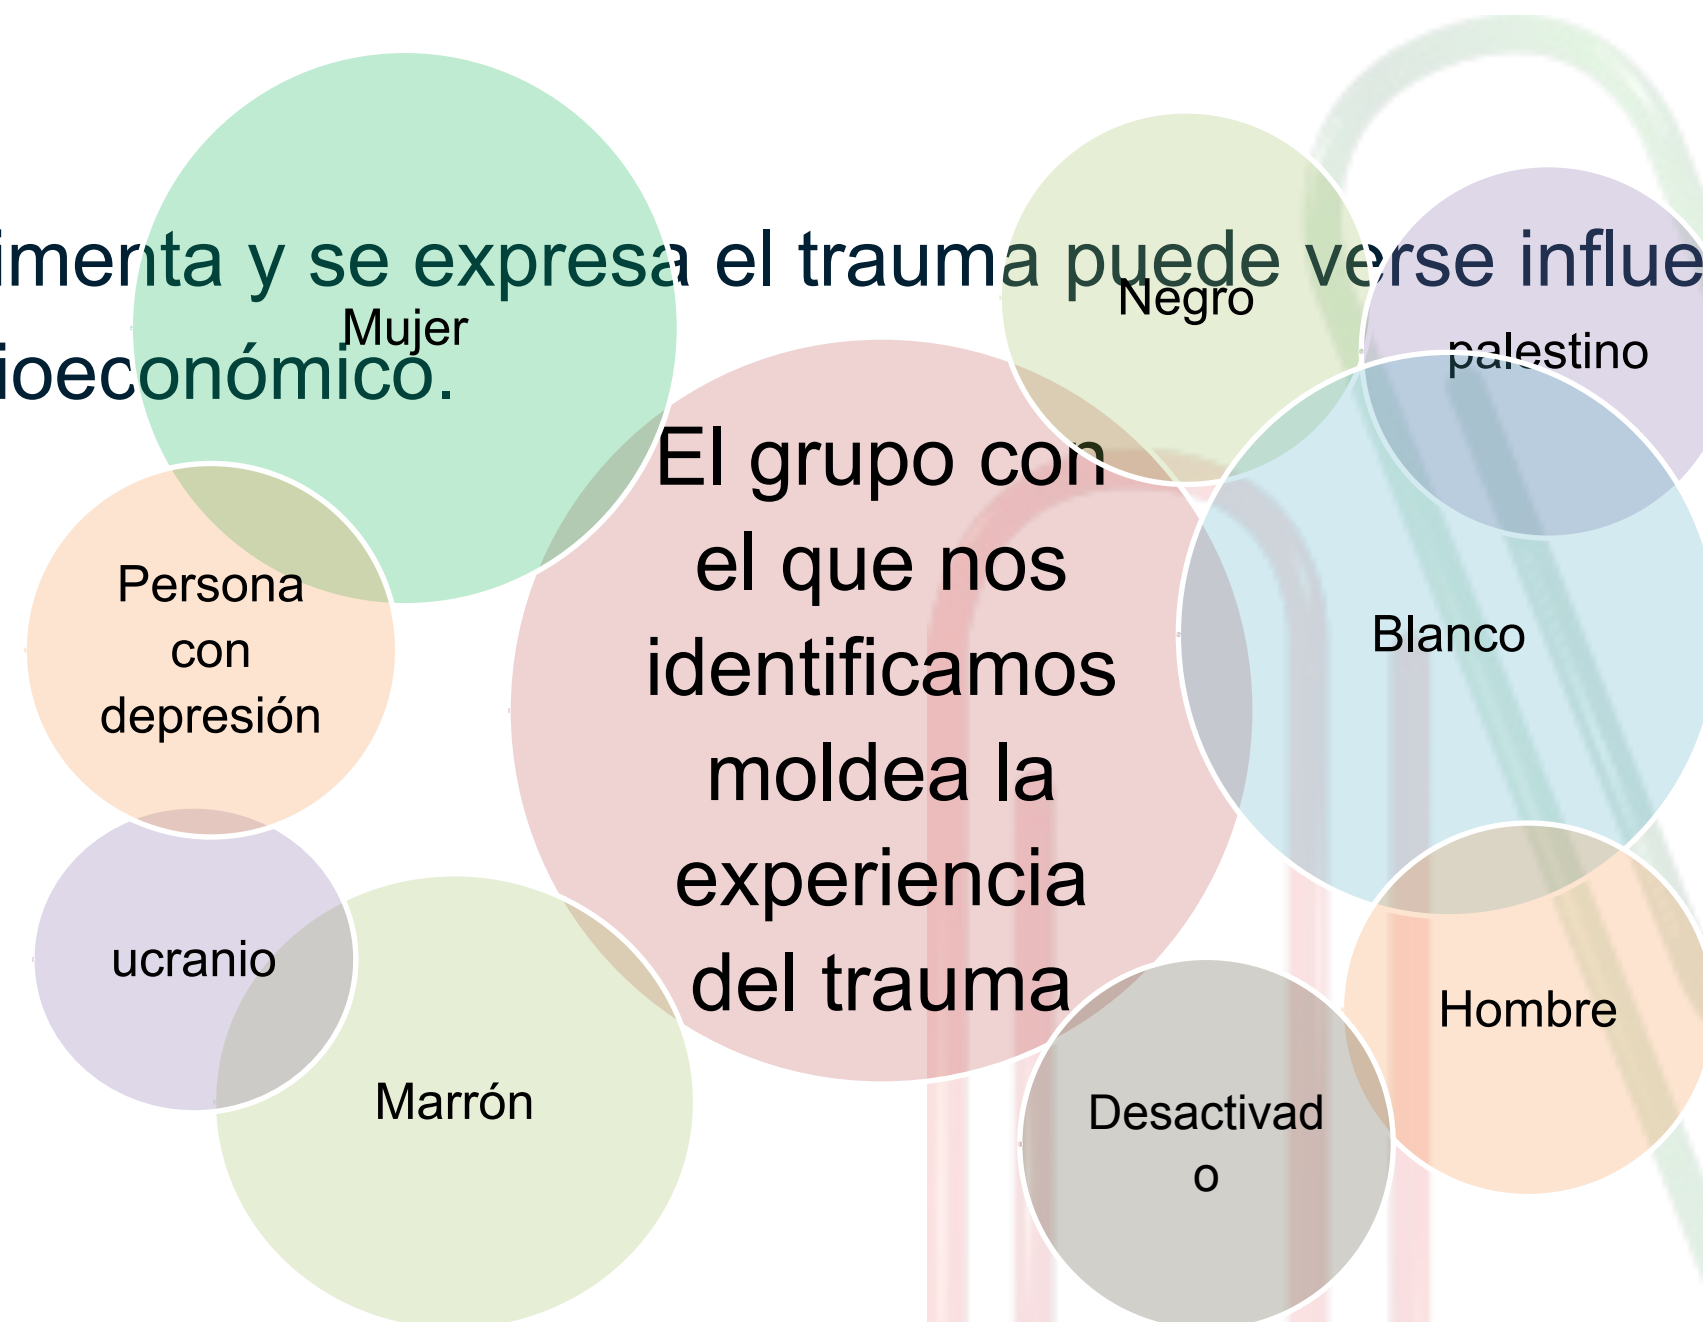 imenta y se expresa el trauma puede verse influe
ioeconómico.
Mujer
Negro
palestino
El grupo con
el que nos
identificamos
moldea la
experiencia
del trauma
Blanco
Persona
con
depresión
ucranio
Hombre
Marrón
Desactivad
o